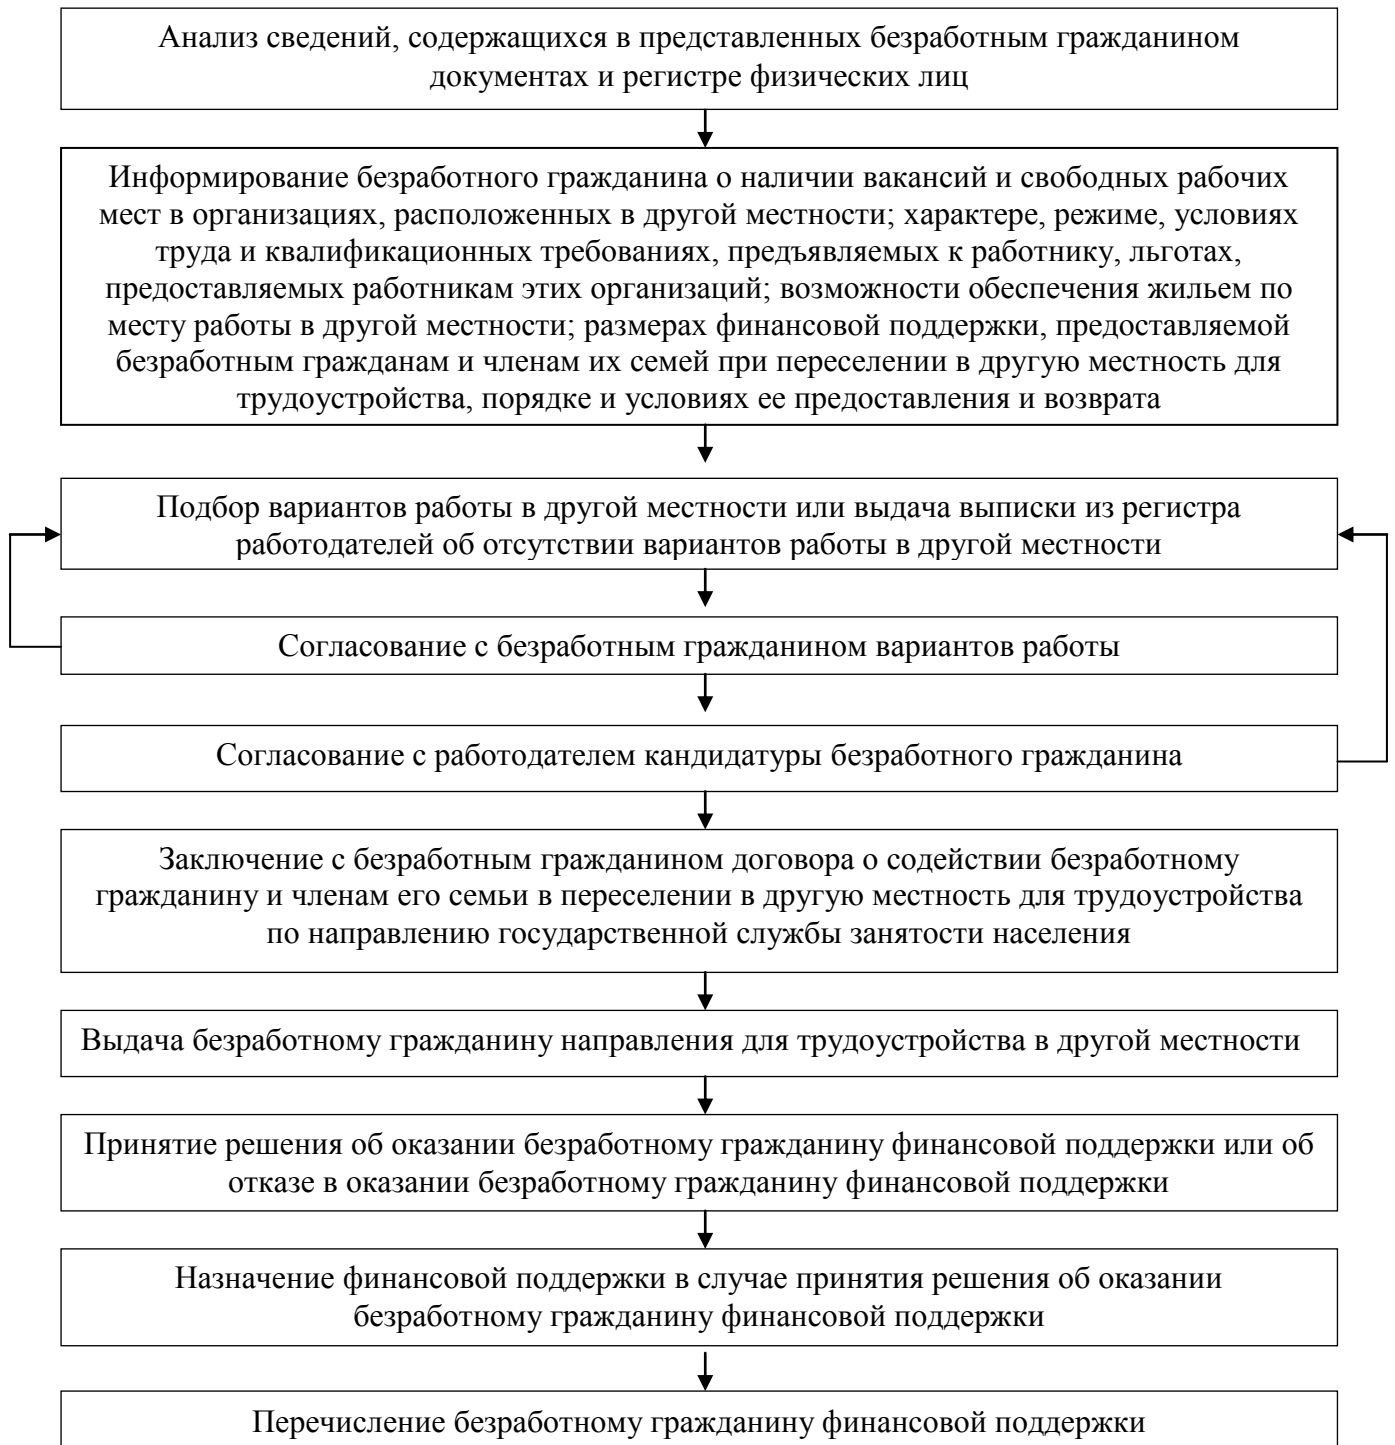 Анализ сведений, содержащихся в представленных безработным гражданином
документах и регистре физических лиц
Информирование безработного гражданина о наличии вакансий и свободных рабочих
мест в организациях, расположенных в другой местности; характере, режиме, условиях
труда и квалификационных требованиях, предъявляемых к работнику, льготах,
предоставляемых работникам этих организаций; возможности обеспечения жильем по
месту работы в другой местности; размерах финансовой поддержки, предоставляемой
безработным гражданам и членам их семей при переселении в другую местность для
трудоустройства, порядке и условиях ее предоставления и возврата
Подбор вариантов работы в другой местности или выдача выписки из регистра
работодателей об отсутствии вариантов работы в другой местности
Согласование с безработным гражданином вариантов работы
Согласование с работодателем кандидатуры безработного гражданина
Заключение с безработным гражданином договора о содействии безработному
гражданину и членам его семьи в переселении в другую местность для трудоустройства
по направлению государственной службы занятости населения
Выдача безработному гражданину направления для трудоустройства в другой местности
Принятие решения об оказании безработному гражданину финансовой поддержки или об
отказе в оказании безработному гражданину финансовой поддержки
Назначение финансовой поддержки в случае принятия решения об оказании
безработному гражданину финансовой поддержки
Перечисление безработному гражданину финансовой поддержки